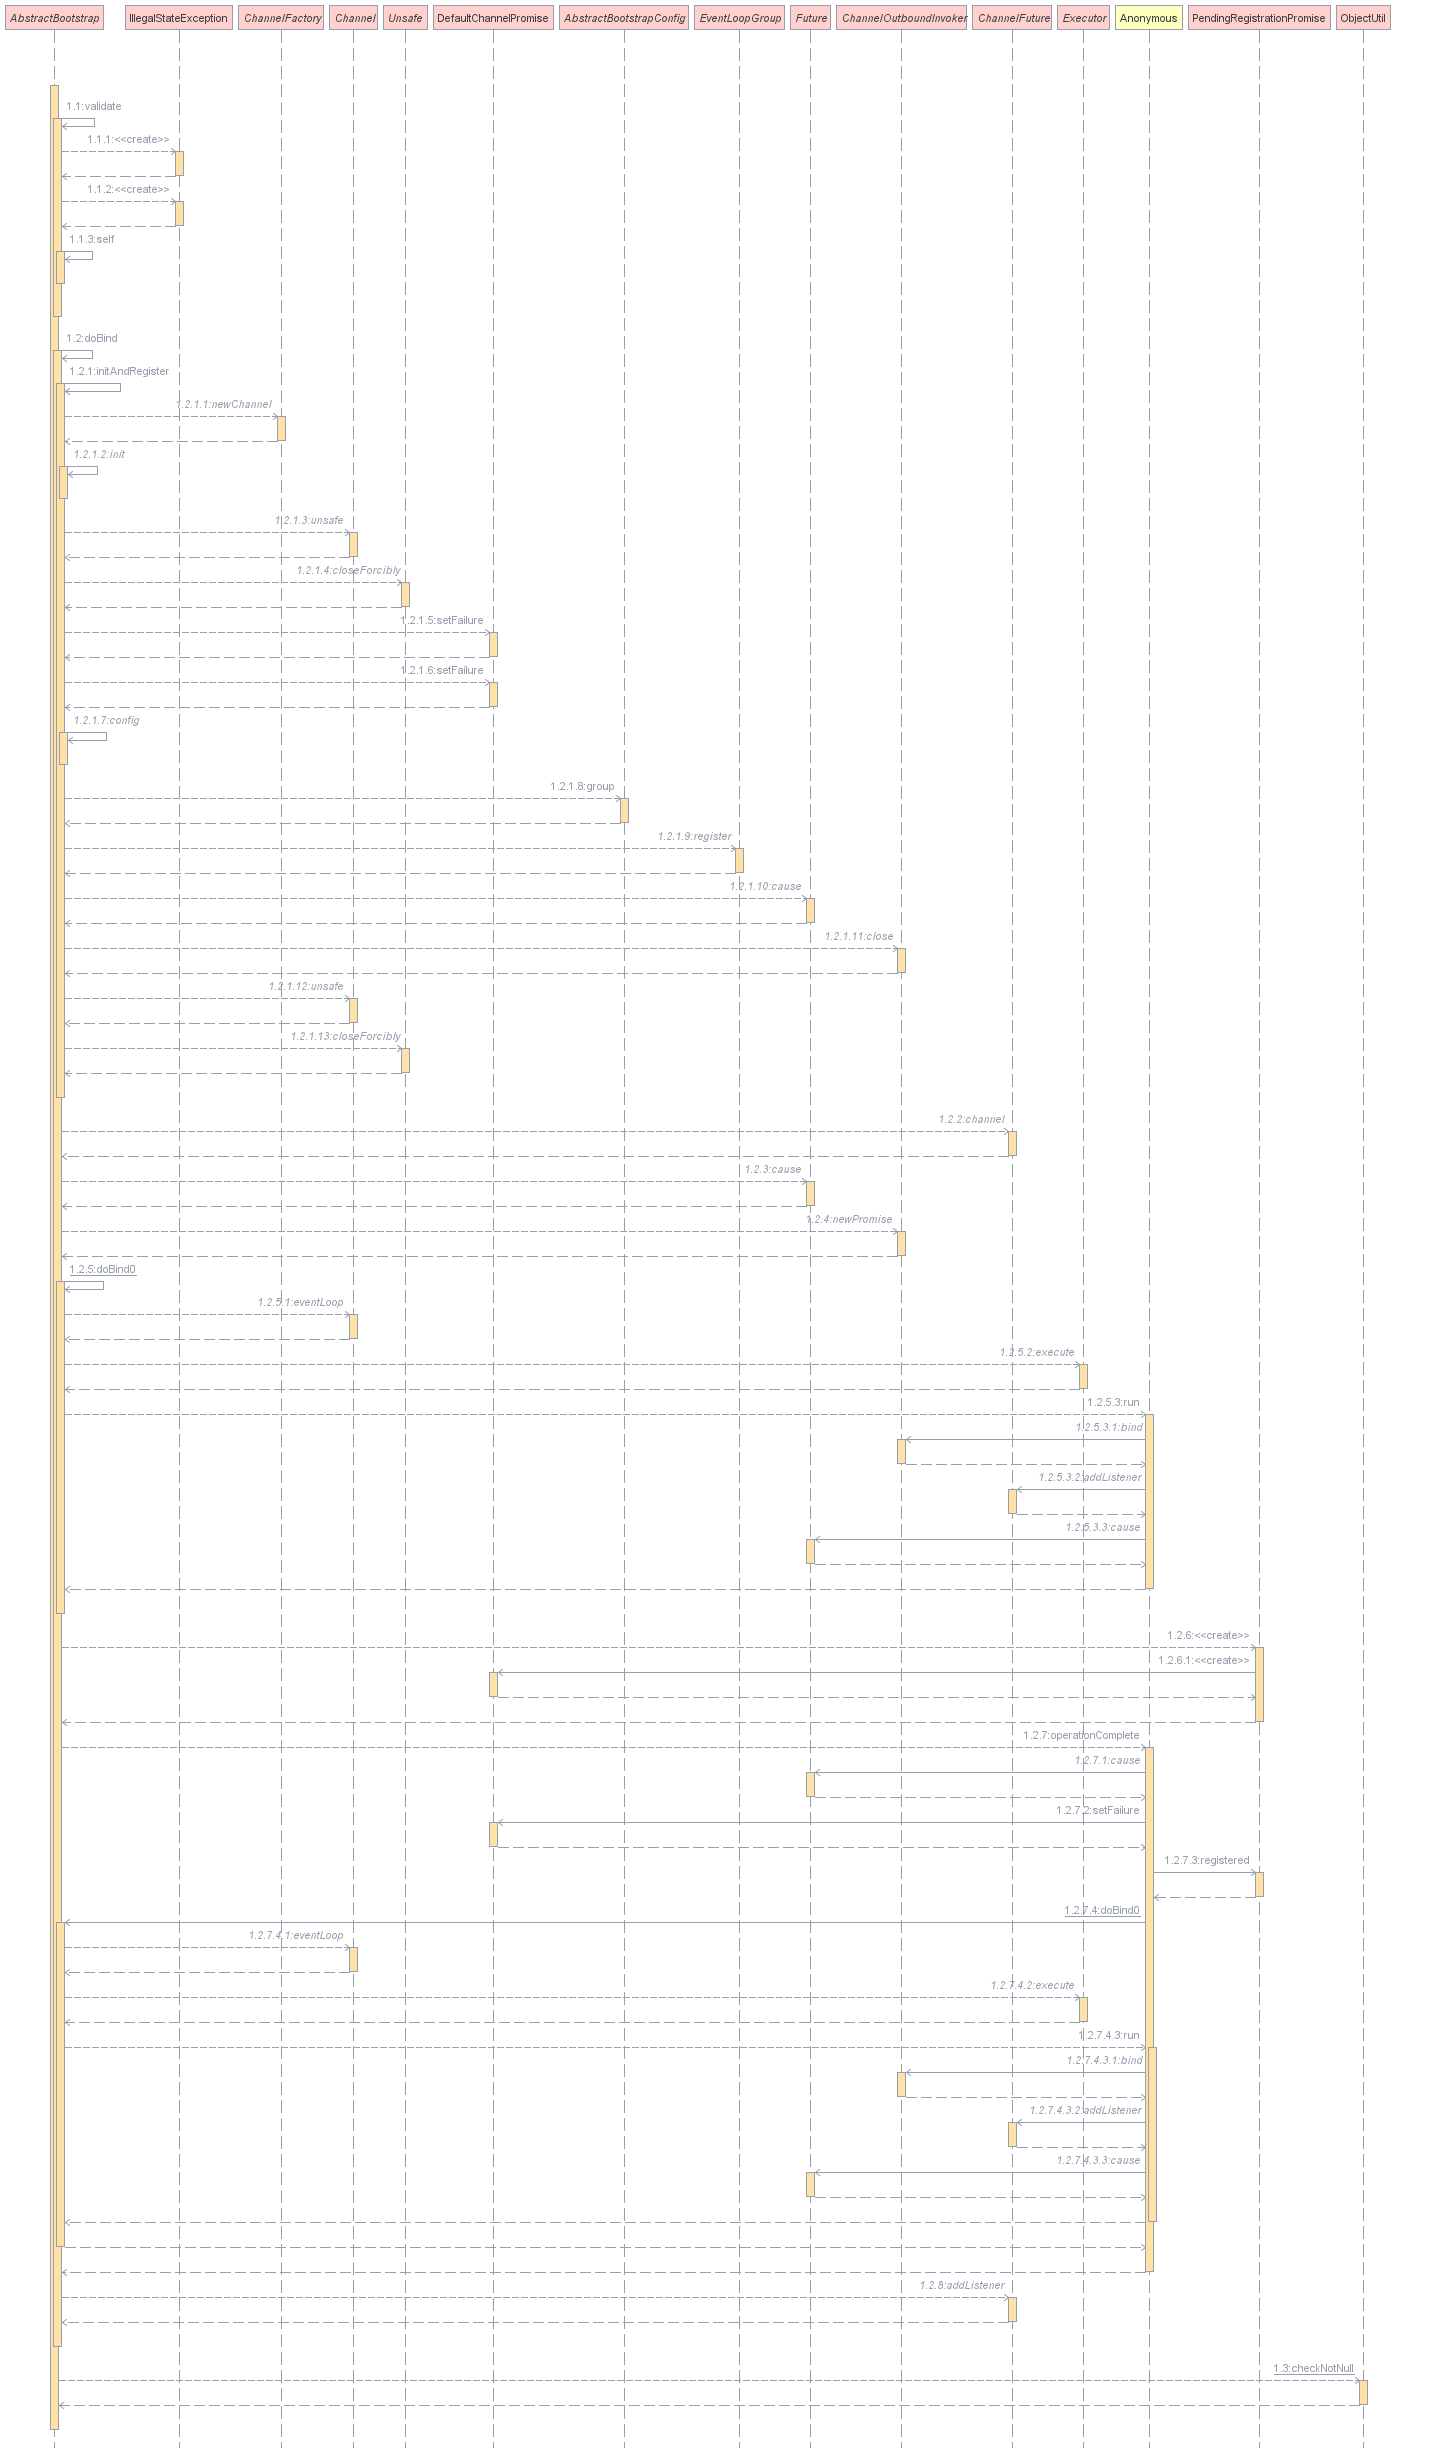 AbstractBootstrap IllegalStateException ChannelFactory Channel Unsafe DefaultChannelPromise AbstractBootstrapConfig EventLoopGroup Future ChannelOutboundInvoker ChannelFuture Executor Anonymous PendingRegistrationPromise ObjectUtil
1.1:validate
1.1.1:<<create>>
1.1.2:<<create>>
1.1.3:self
1.2:doBind
1.2.1:initAndRegister
1.2.1.1:newChannel
1.2.1.2:init
1.2.1.3:unsafe
1.2.1.4:closeForcibly
1.2.1.5:setFailure
1.2.1.6:setFailure
1.2.1.7:config
1.2.1.8:group
1.2.1.9:register
1.2.1.10:cause
1.2.1.11:close
1.2.1.12:unsafe
1.2.1.13:closeForcibly
1.2.2:channel
1.2.3:cause
1.2.4:newPromise
1.2.5:doBind0
1.2.5.1:eventLoop
1.2.5.2:execute
1.2.5.3:run
1.2.5.3.1:bind
1.2.5.3.2:addListener
1.2.5.3.3:cause
1.2.6:<<create>>
1.2.6.1:<<create>>
1.2.7:operationComplete
1.2.7.1:cause
1.2.7.2:setFailure
1.2.7.3:registered
1.2.7.4:doBind0
1.2.7.4.1:eventLoop
1.2.7.4.2:execute
1.2.7.4.3:run
1.2.7.4.3.1:bind
1.2.7.4.3.2:addListener
1.2.7.4.3.3:cause
1.2.8:addListener
1.3:checkNotNull